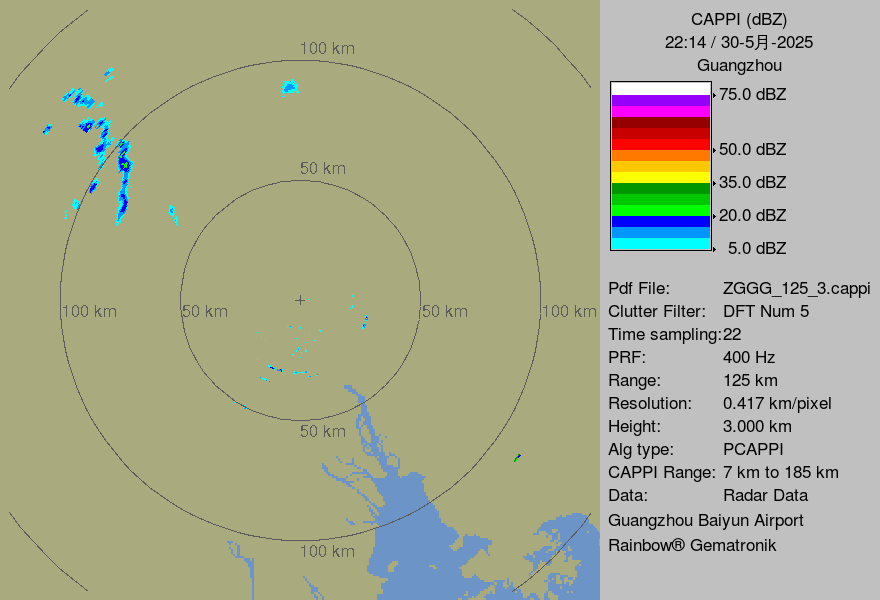 100 km
50 km
100 km
50 km
50 km
100 km
50 km
100 km
CAPPI (dBZ)
22:14 / 30-5月-2025
Guangzhou
75.0 dBZ
50.0 dBZ
35.0 dBZ
20.0 dBZ
5.0 dBZ
Pdf File: ZGGG_125_3.cappi
Clutter Filter: DFT Num 5
Time sampling:22
PRF: 400 Hz
Range: 125 km
Resolution: 0.417 km/pixel
Height: 3.000 km
Alg type: PCAPPI
CAPPI Range: 7 km to 185 km
Data: Radar Data
Guangzhou Baiyun Airport
Rainbow® Gematronik